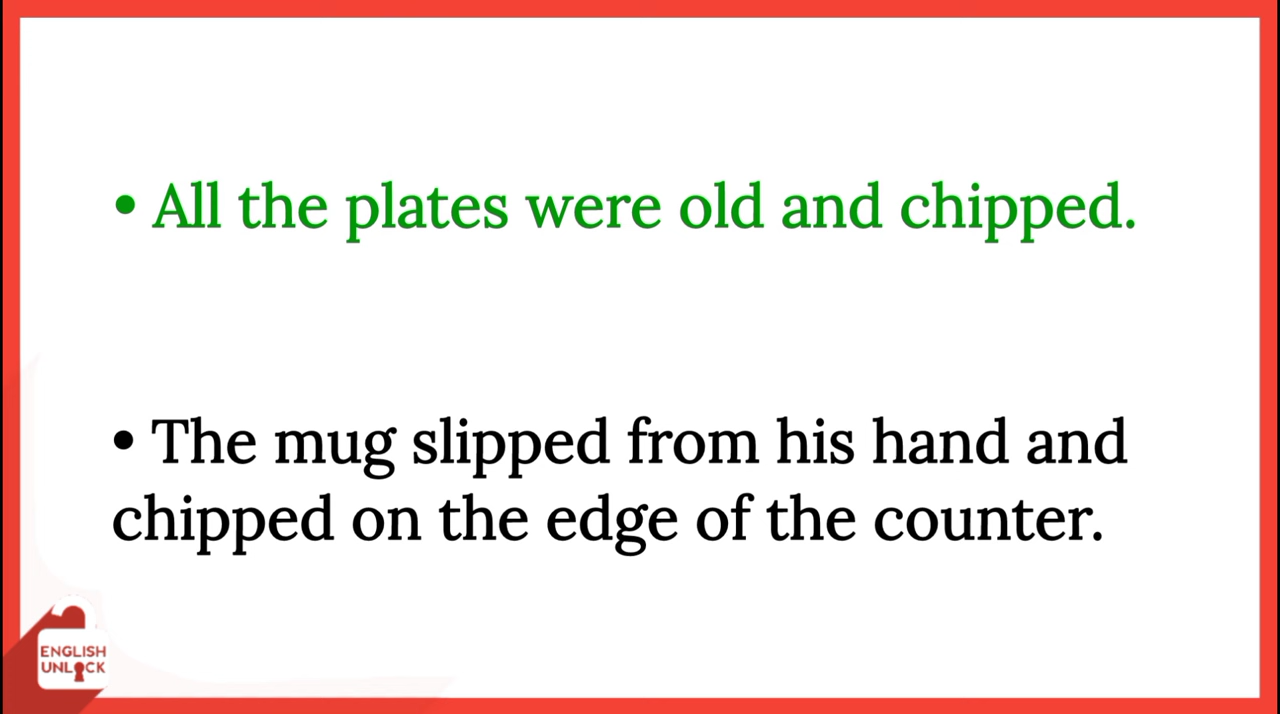 • All the plates were old and chipped.
• The mug slipped from his hand and
chipped on the edge of the counter.
ENGLISH
UNLOCK